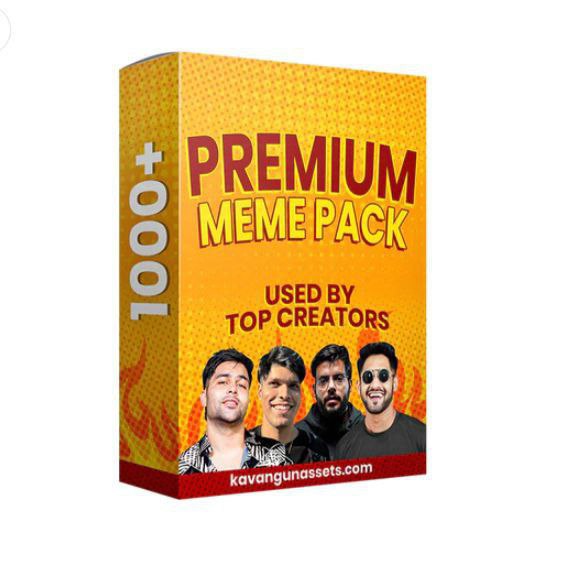 1000+
PREMIUM
MEME PACK
USED BY
TOP CREATORS
kavangunassets.com